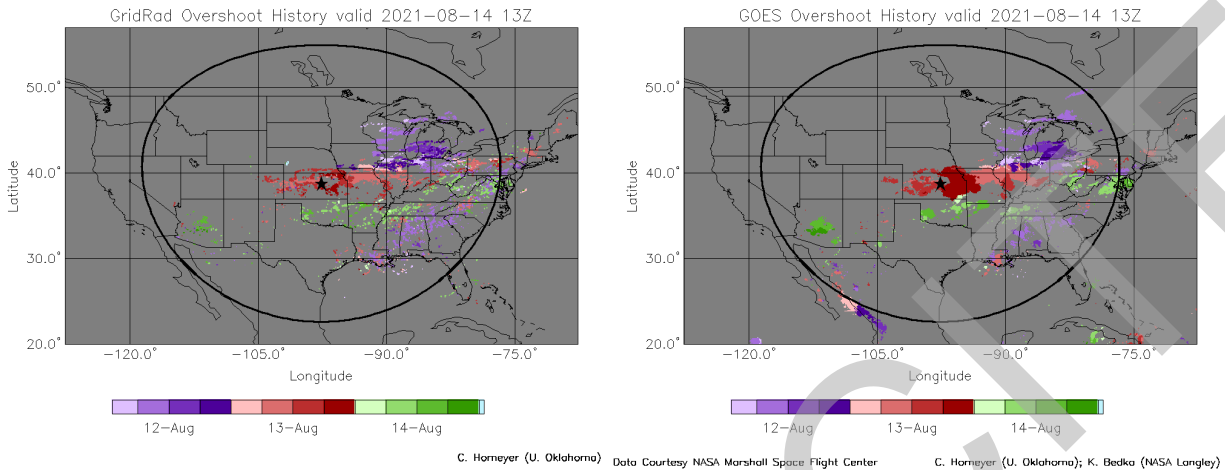 GridRad Overshoot History valid 2021-08-14 13Z
50.0°
40.0°
30.0°
20.0°
Latitude
-120.0°
-105.0°
-90.0°
-75.0°
Longitude
12-Aug
13-Aug
14-Aug
C. Homeyer (U. Oklahoma)
GOES Overshoot History valid 2021-08-14 13Z
50.0°
40.0°
30.0°
20.0°
Latitude
-120.0°
-105.0°
-90.0°
-75.0°
Longitude
12-Aug
13-Aug
14-Aug
Data Courtesy NASA Marshall Space Flight Center
C. Homeyer (U. Oklahoma); K. Bedka (NASA Langley)